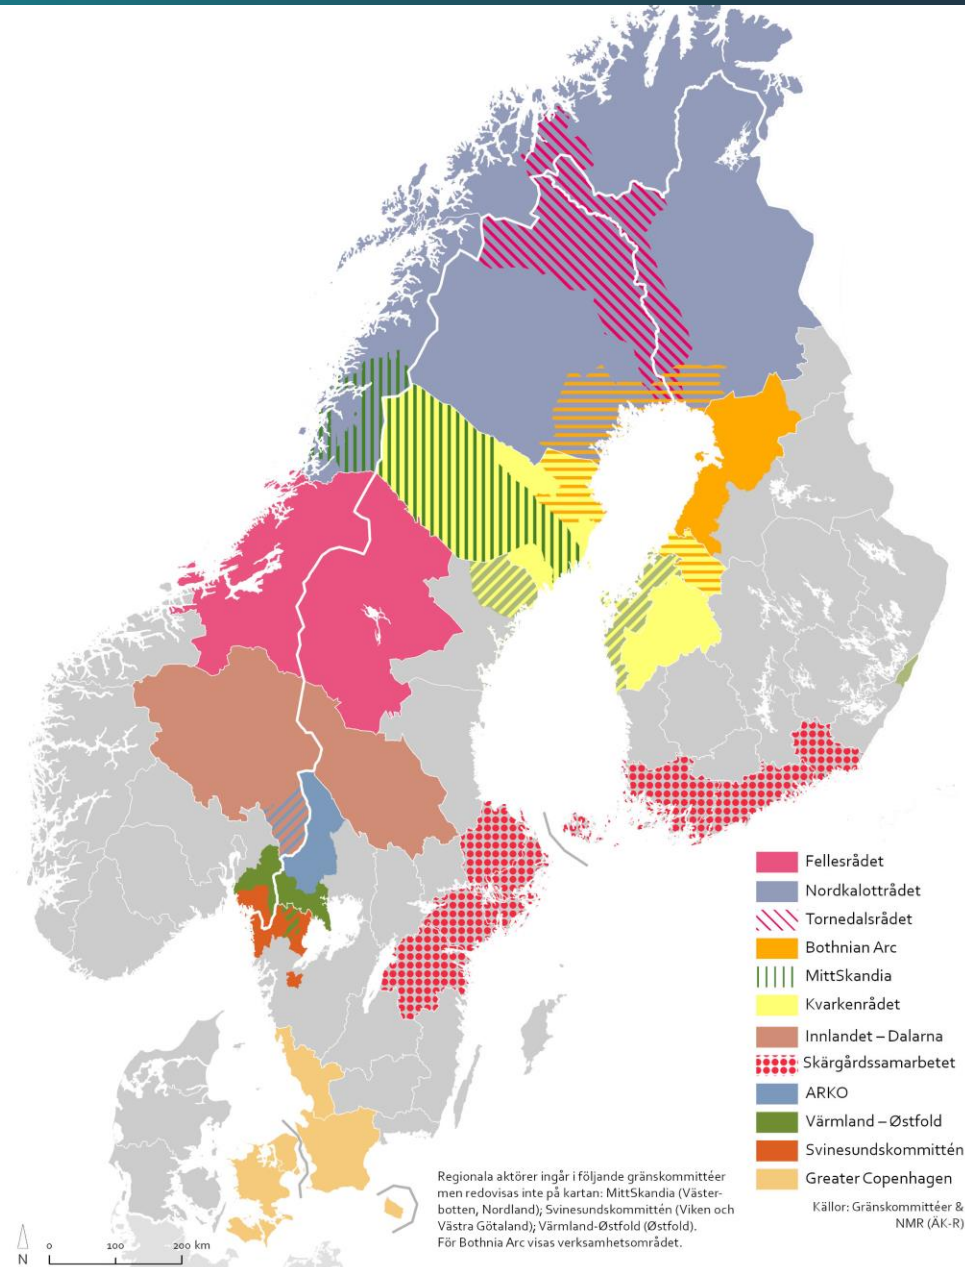 Fellesrådet
Nordkalottrådet
Tornedalsrådet
Bothnian Arc
MittSkandia
Kvarkenrådet
Innlandet – Dalarna
Skärgårdssamarbetet
ARKO
Värmland – Østfold
Svinesundskommittén
Greater Copenhagen
Källor: Gränskommittéer &
NMR (ÄK-R)
Regionala aktörer ingår i följande gränskommittéer
men redovisas inte på kartan: MittSkandia (Väster-
botten, Nordland); Svinesundskommittén (Viken och
Västra Götaland); Värmland-Østfold (Østfold).
För Bothnia Arc visas verksamhetsområdet.
N
0 100 200 km